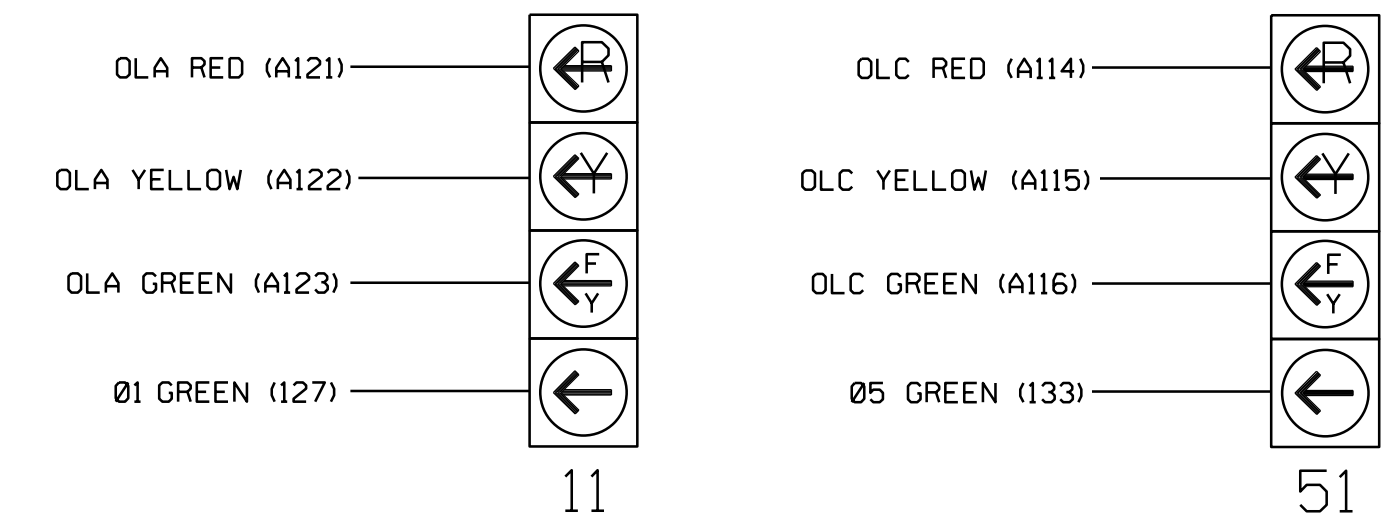 OLA RED (A121)
R
OLA YELLOW (A122)
Y
OLA GREEN (A123)
F
Y
Ø1 GREEN (127)
11
OLC RED (A114)
R
OLC YELLOW (A115)
Y
OLC GREEN (A116)
F
Y
Ø5 GREEN (133)
51